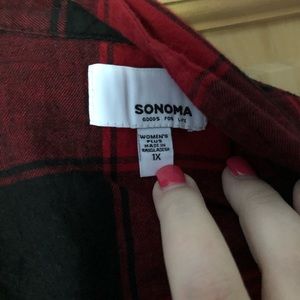 SONOMA
GOODS FOR LIFE
WOMEN'S
PLUS
MADE IN
BANGLADESH
1X